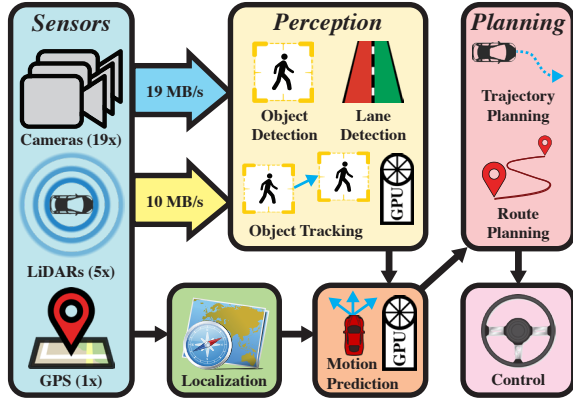 Sensors
Cameras (19x)
LiDARs (5x)
GPS (1x)
19 MB/s
10 MB/s
Perception
Object
Detection
Lane
Detection
Object Tracking
GPU
Localization
Motion
Prediction
GPU
Planning
Trajectory
Planning
Route
Planning
Control